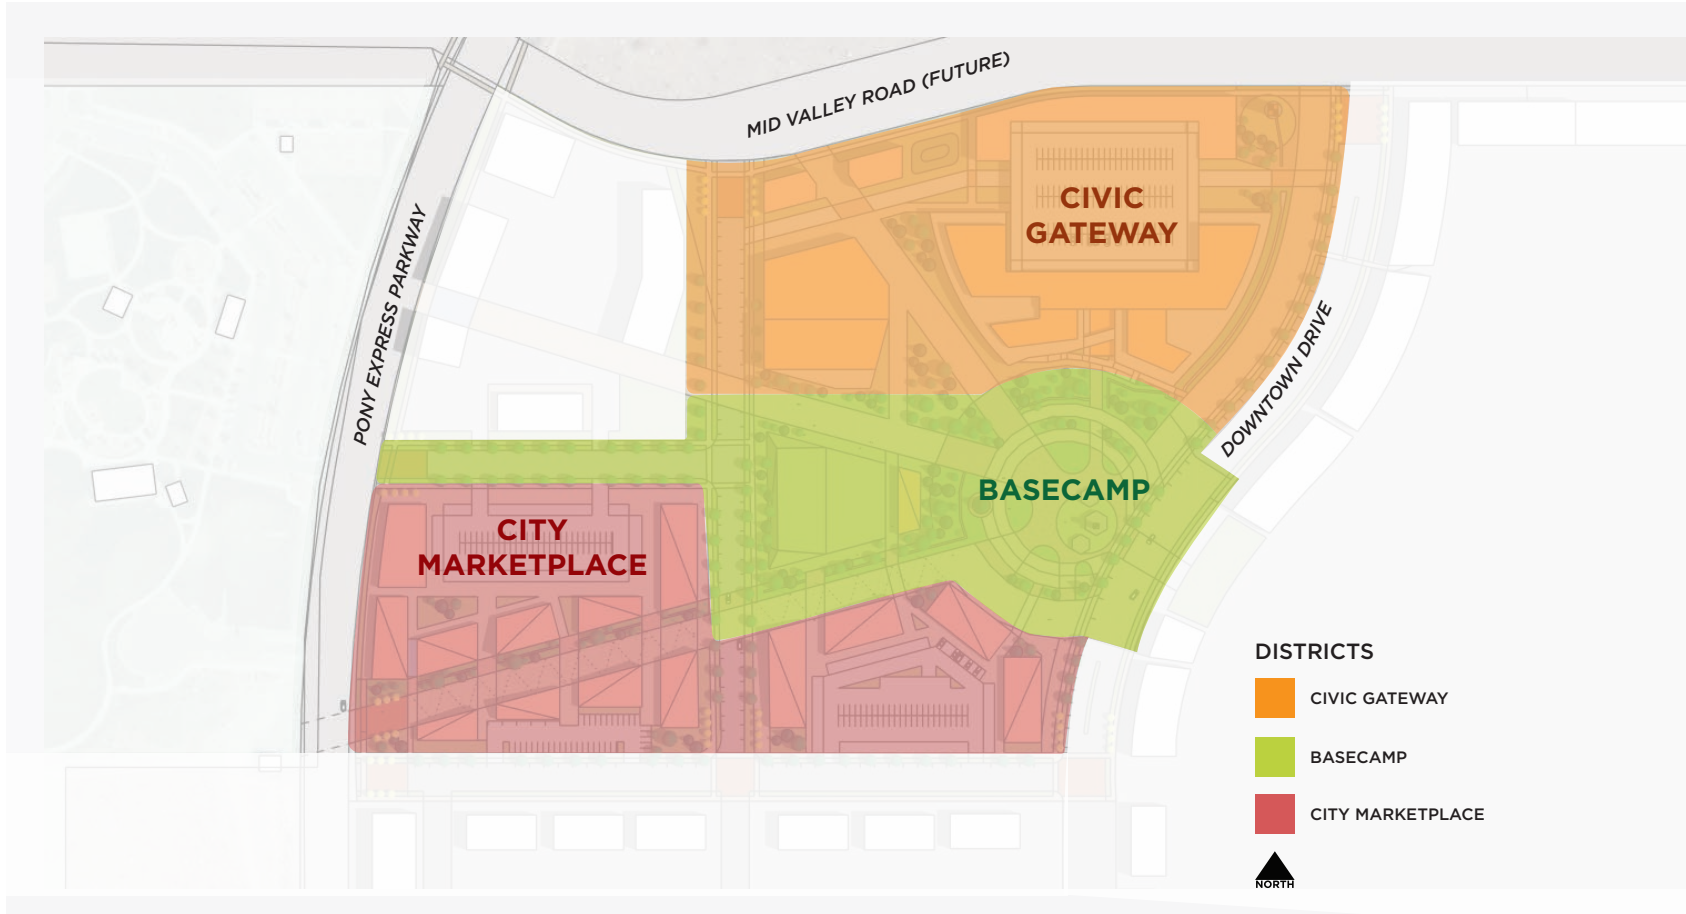 MID VALLEY ROAD (FUTURE)
CIVIC
GATEWAY
PONY EXPRESS PARKWAY
DOWNTOWN DRIVE
BASECAMP
CITY
MARKETPLACE
DISTRICTS
CIVIC GATEWAY
BASECAMP
CITY MARKETPLACE
NORTH